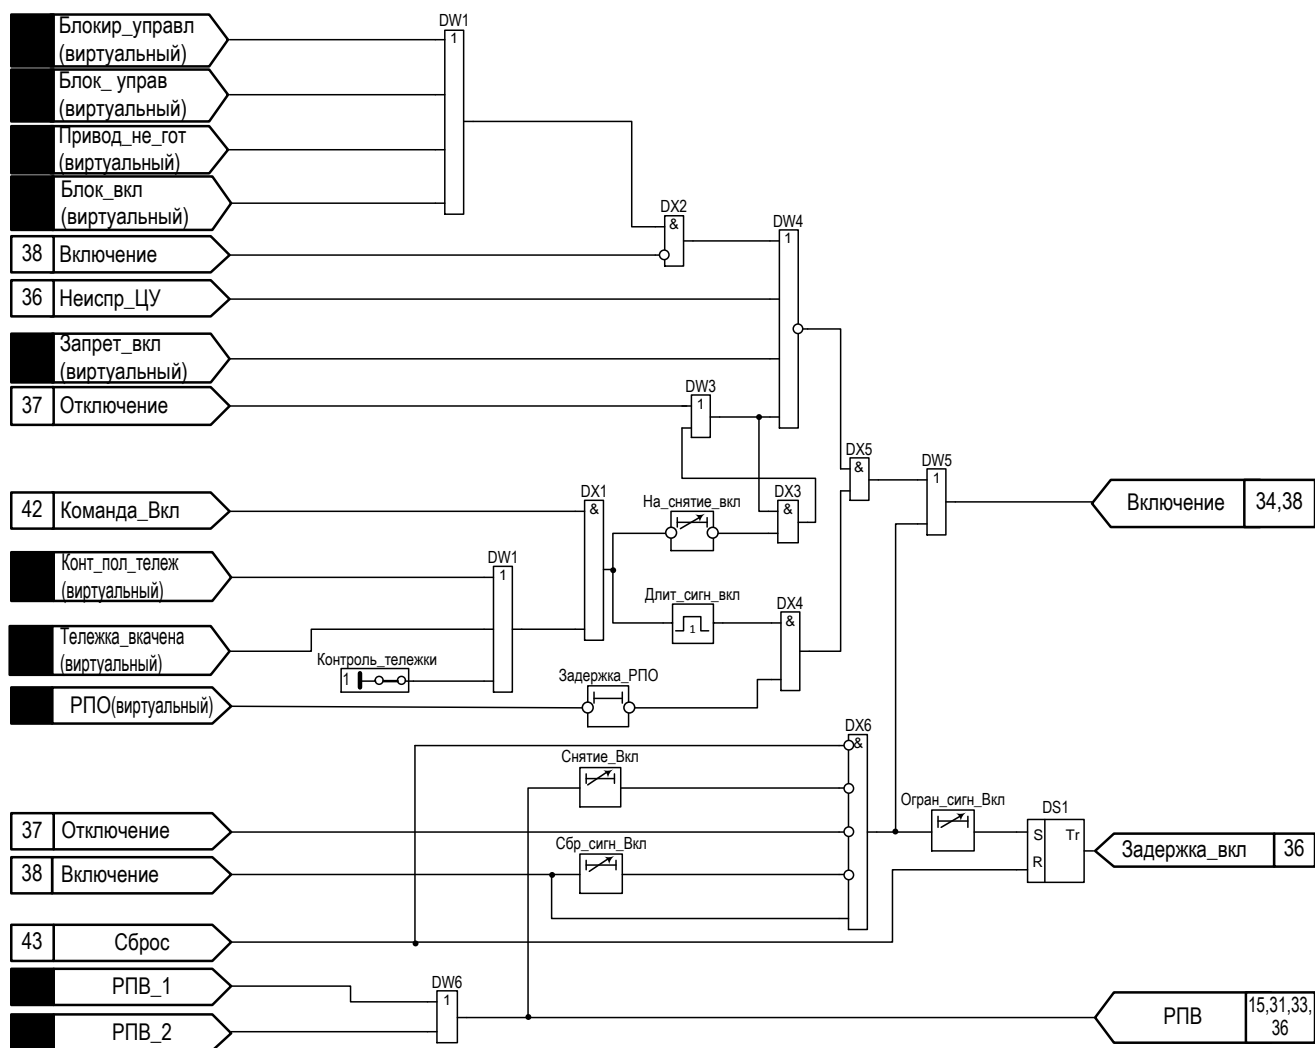 Блокир_управл
(виртуальный)
DW1
1
Блок_ управ
(виртуальный)
Привод_не_гот
(виртуальный)
Блок_вкл
(виртуальный)
DX2
&
DW4
1
38 Включение
36 Неиспр_ЦУ
Запрет_вкл
(виртуальный)
37 Отключение
DW3
1
DX5
&
DW5
1
42 Команда_Вкл
DX1
&
На_снятие_вкл
DX3
&
Включение 34,38
Конт_пол_тележ
(виртуальный)
DW1
1
Длит_сигн_вкл
1
DX4
&
Тележка_вкачена
(виртуальный)
Контроль_тележки
1
Задержка_РПО
РПО(виртуальный)
DX6
&
Снятие_Вкл
Огран_сигн_Вкл
DS1
S Tr
R
37 Отключение
Сбр_сигн_Вкл
Задержка_вкл 36
38 Включение
43 Сброс
РПВ_1
DW6
1
РПВ 15,31,33,
36
РПВ_2